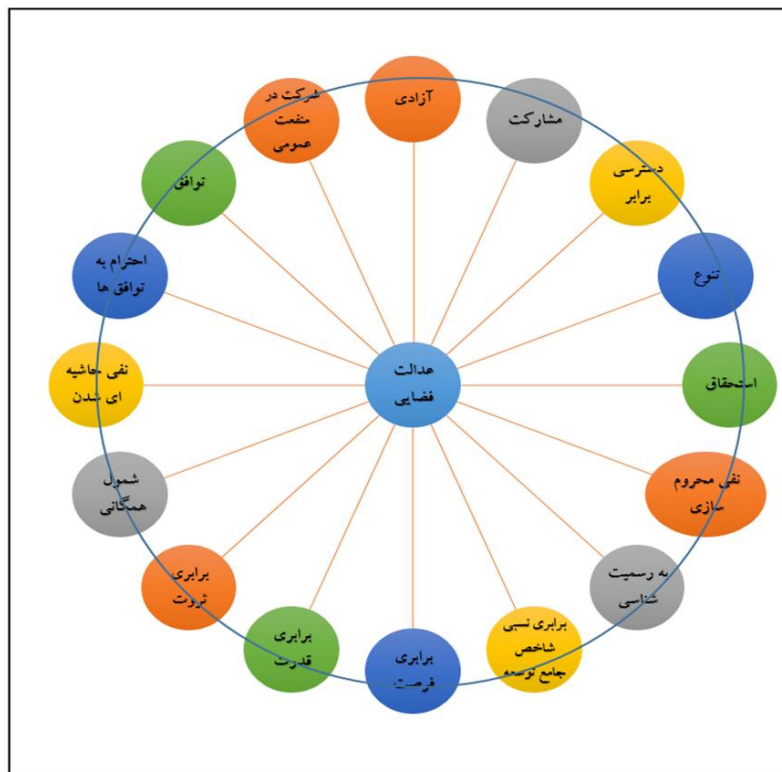 آزادی
مشارکت
دسترسی
برابر
تنوع
استحقاق
نفی محروم
سازی
به رسمیت
شناسی
برابری نسبی
شاخص
جامع توسعه
برابری
فرصت
برابری
قدرت
برابری
ثروت
شمول
همگانی
نفی حاشیه
ای شدن
احترام به
توافق ها
توافق
شرکت در
منفعت
عمومی
عدالت
فضایی